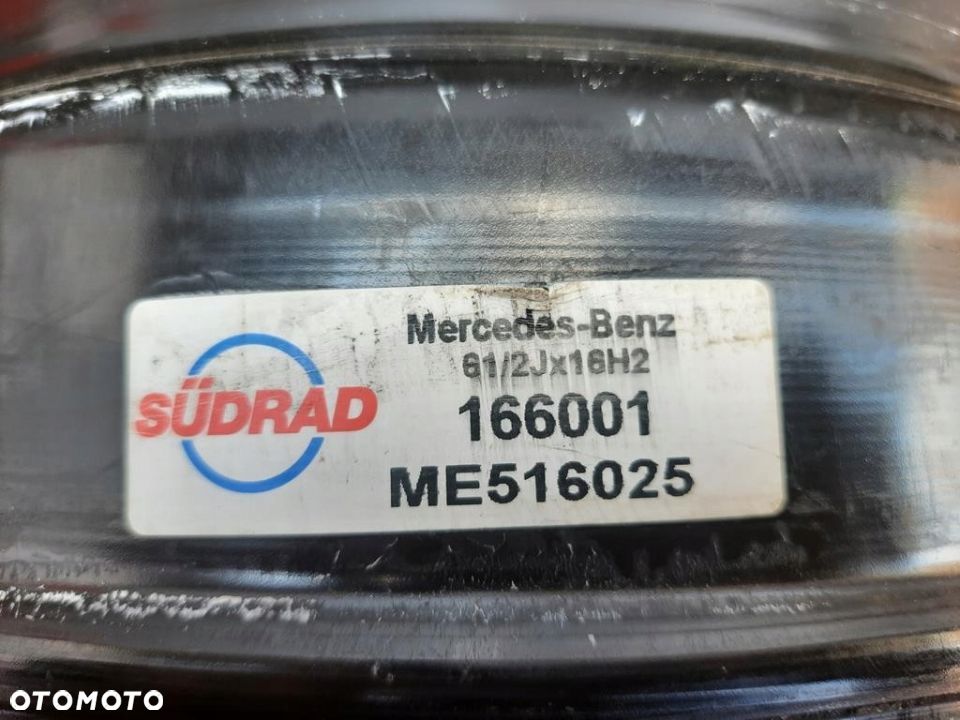 SÜDRAD
Mercedes-Benz
61/2Jx16H2
166001
ME516025
OTOMOTO